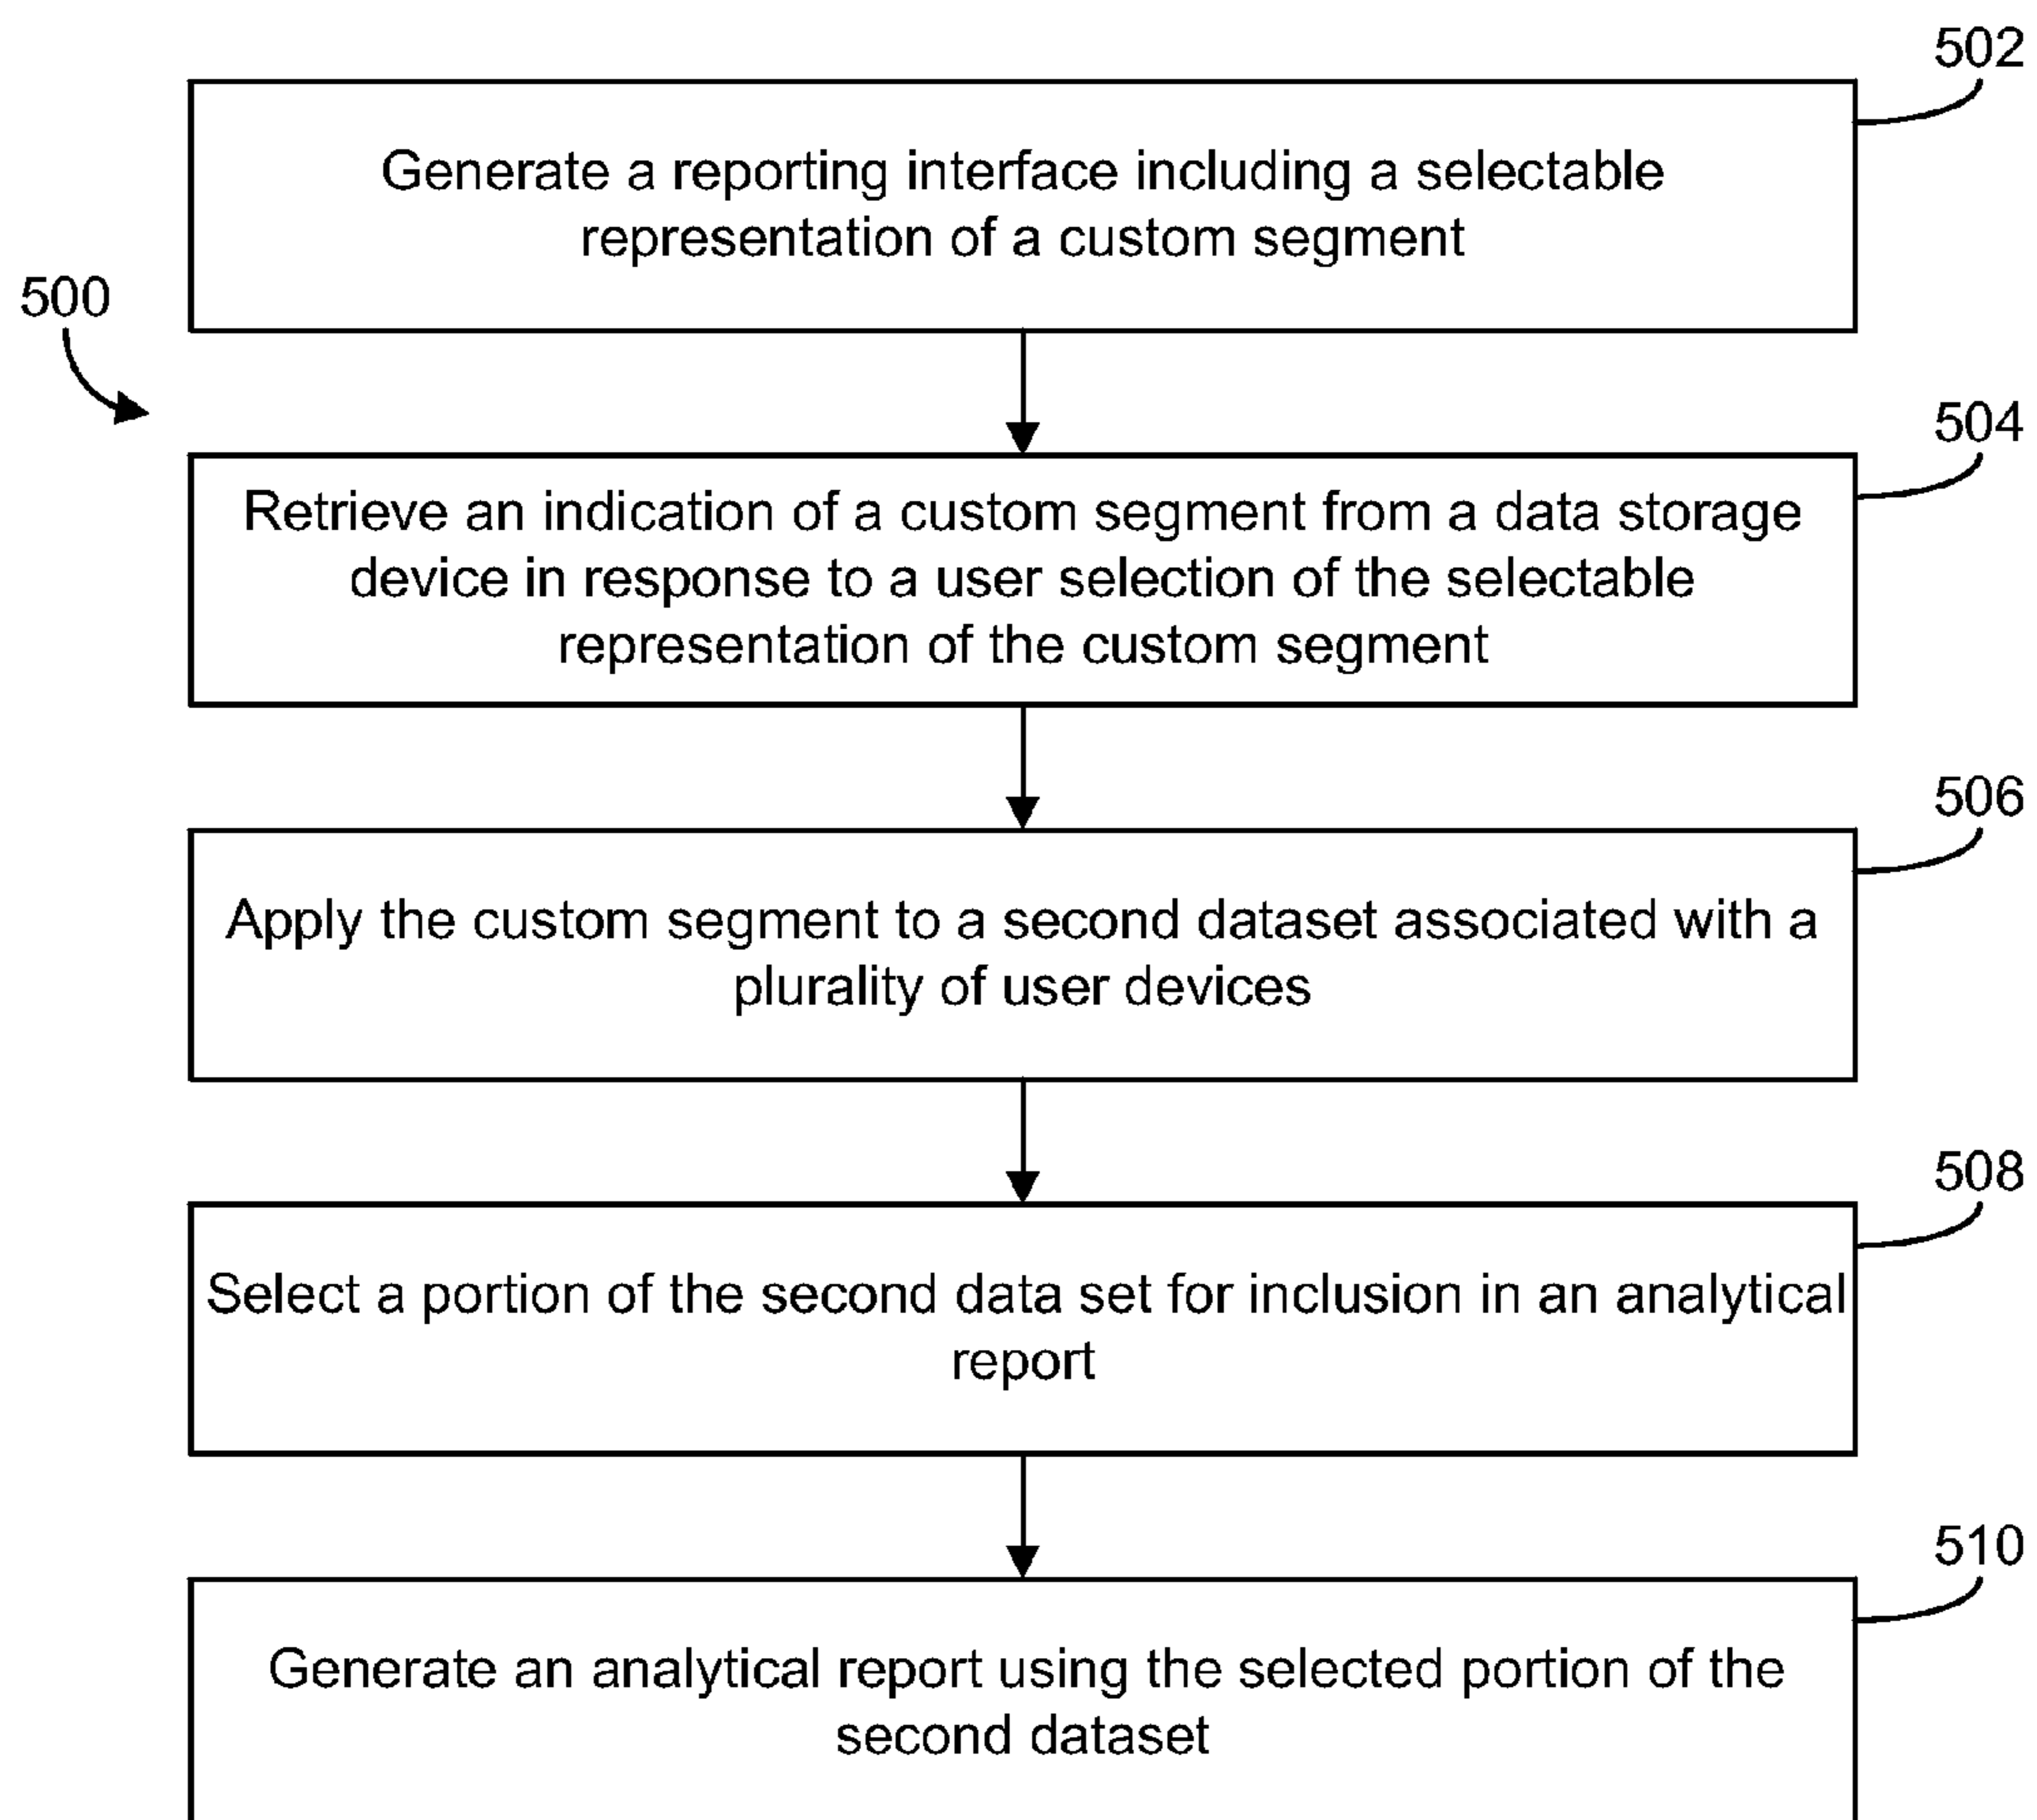 502
Generate a reporting interface including a selectable
representation of a custom segment
500
504
Retrieve an indication of a custom segment from a data storage
device in response to a user selection of the selectable
representation of the custom segment
506
Apply the custom segment to a second dataset associated with a
plurality of user devices
508
Select a portion of the second data set for inclusion in an analytical
report
510
Generate an analytical report using the selected portion of the
second dataset